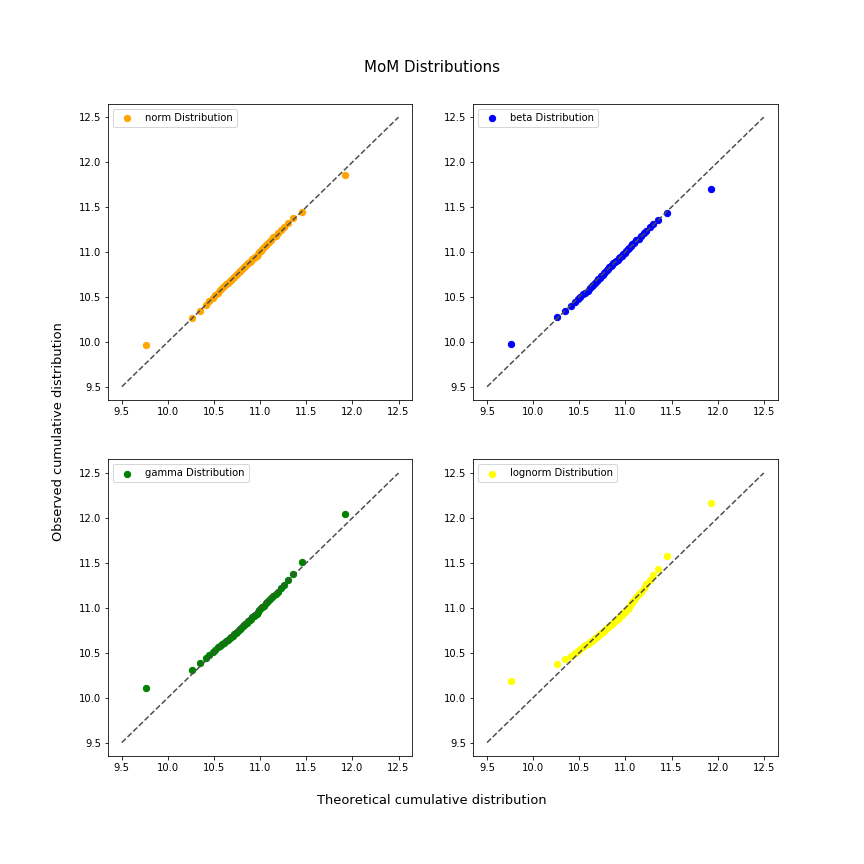 MoM Distributions
norm Distribution
12.5
12.0
11.5
11.0
10.5
10.0
9.5
9.5 10.0 10.5 11.0 11.5 12.0 12.5
beta Distribution
12.5
12.0
11.5
11.0
10.5
10.0
9.5
9.5 10.0 10.5 11.0 11.5 12.0 12.5
Observed cumulative distribution
gamma Distribution
12.5
12.0
11.5
11.0
10.5
10.0
9.5
9.5 10.0 10.5 11.0 11.5 12.0 12.5
lognorm Distribution
12.5
12.0
11.5
11.0
10.5
10.0
9.5
9.5 10.0 10.5 11.0 11.5 12.0 12.5
Theoretical cumulative distribution